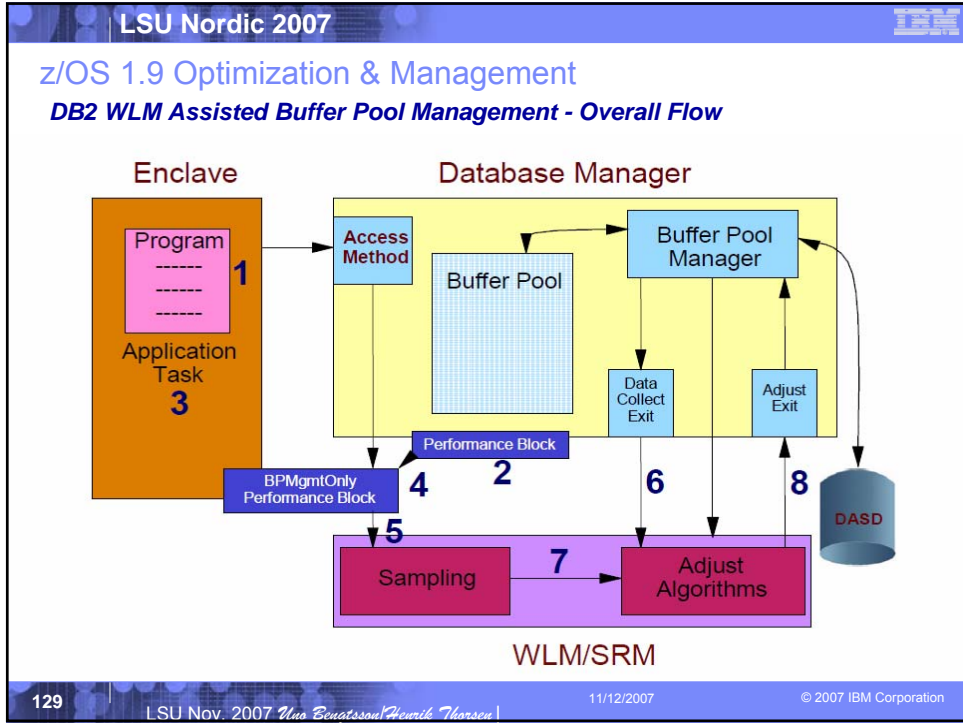 LSU Nordic 2007
IBM
z/OS 1.9 Optimization & Management
DB2 WLM Assisted Buffer Pool Management - Overall Flow
Enclave
Database Manager
Program
------
------
------
1
Application
Task
3
Access
Method
Buffer Pool
Buffer Pool
Manager
Data
Collect
Exit
Adjust
Exit
Performance Block
2
BPMgmtOnly
Performance Block
4
5
6
8
DASD
Sampling
7
Adjust
Algorithms
WLM/SRM
129
LSU Nov. 2007 Uno Bengtsson/Henrik Thorsen |
11/12/2007
© 2007 IBM Corporation